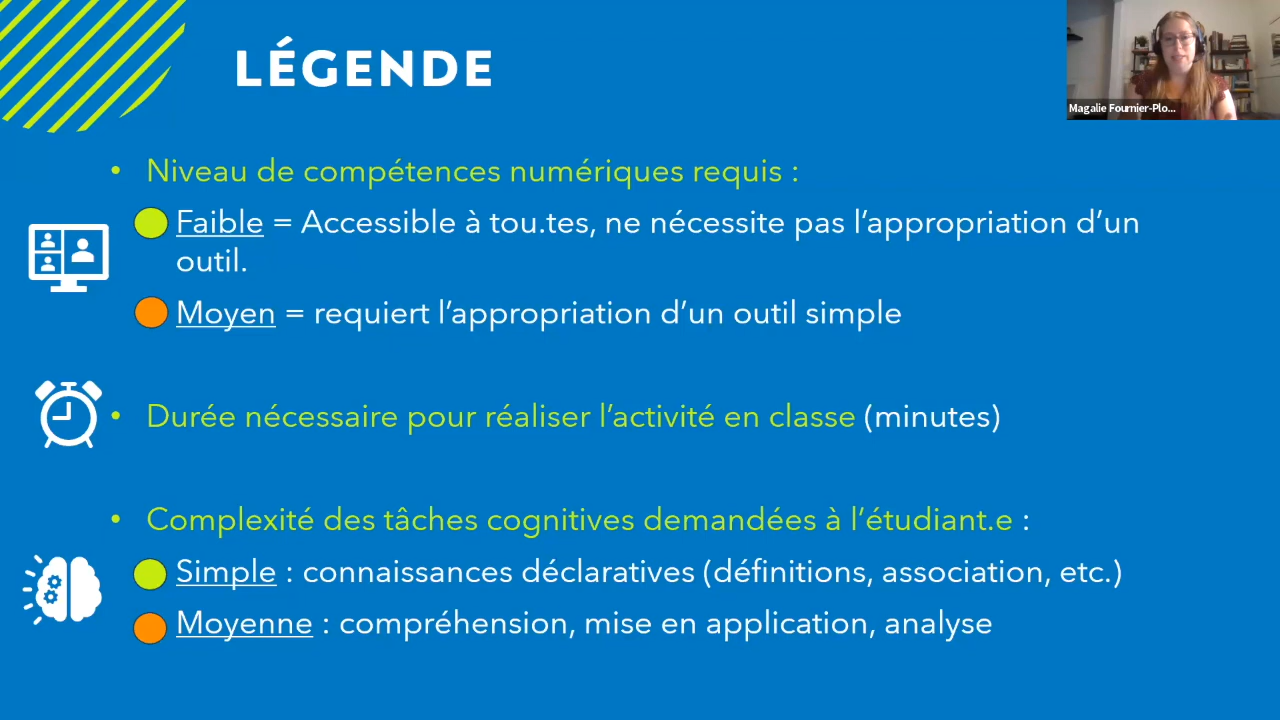 LÉGENDE
Magalie Fournier-Plo...
• Niveau de compétences numériques requis :
Faible = Accessible à tou.tes, ne nécessite pas l’appropriation d’un
outil.
Moyen = requiert l’appropriation d’un outil simple
• Durée nécessaire pour réaliser l’activité en classe (minutes)
• Complexité des tâches cognitives demandées à l’étudiant.e :
Simple : connaissances déclaratives (définitions, association, etc.)
Moyenne : compréhension, mise en application, analyse